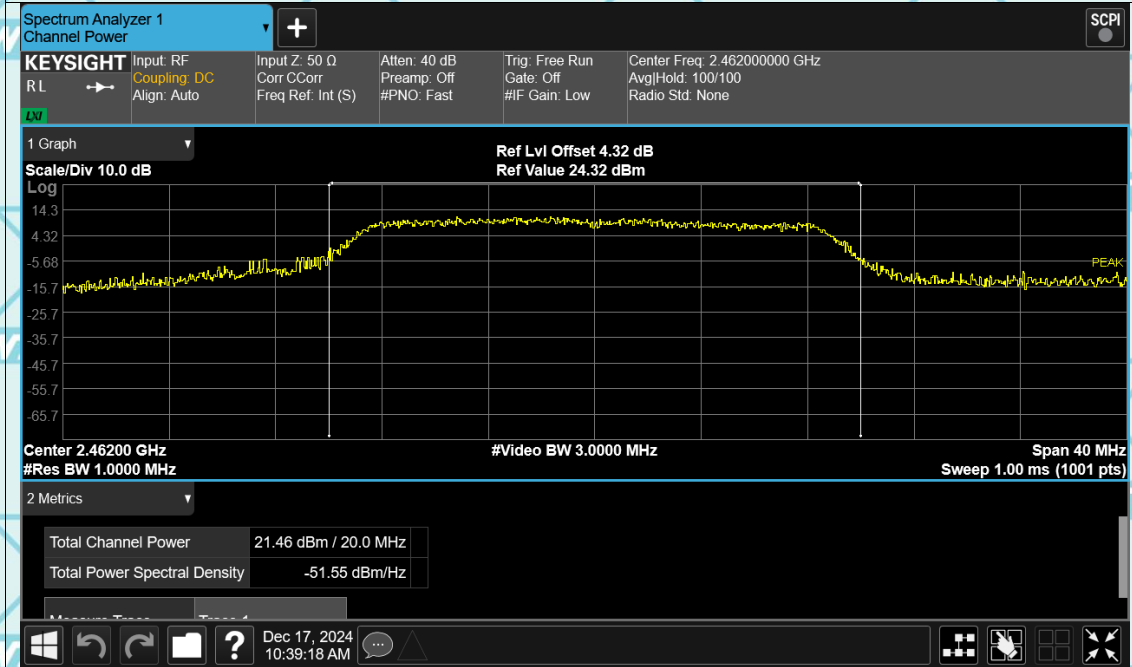 Spectrum Analyzer 1
Channel Power
+
SCPI
KEYSIGHT
R L
LXI
Input: RF
Coupling: DC
Align: Auto
Input Z: 50 Ω
Corr CCorr
Freq Ref: Int (S)
Atten: 40 dB
Preamp: Off
#PNO: Fast
Trig: Free Run
Gate: Off
#IF Gain: Low
Center Freq: 2.462000000 GHz
Avg|Hold: 100/100
Radio Std: None
1 Graph
Scale/Div 10.0 dB
Ref Lvl Offset 4.32 dB
Ref Value 24.32 dBm
Log
14.3
4.32
-5.68
-15.7
-25.7
-35.7
-45.7
-55.7
-65.7
PEAK
Center 2.46200 GHz
#Video BW 3.0000 MHz
Span 40 MHz
#Res BW 1.0000 MHz
Sweep 1.00 ms (1001 pts)
2 Metrics
Total Channel Power 21.46 dBm / 20.0 MHz
Total Power Spectral Density -51.55 dBm/Hz
Measure Trace Trace 1
?
Dec 17, 2024
10:39:18 AM